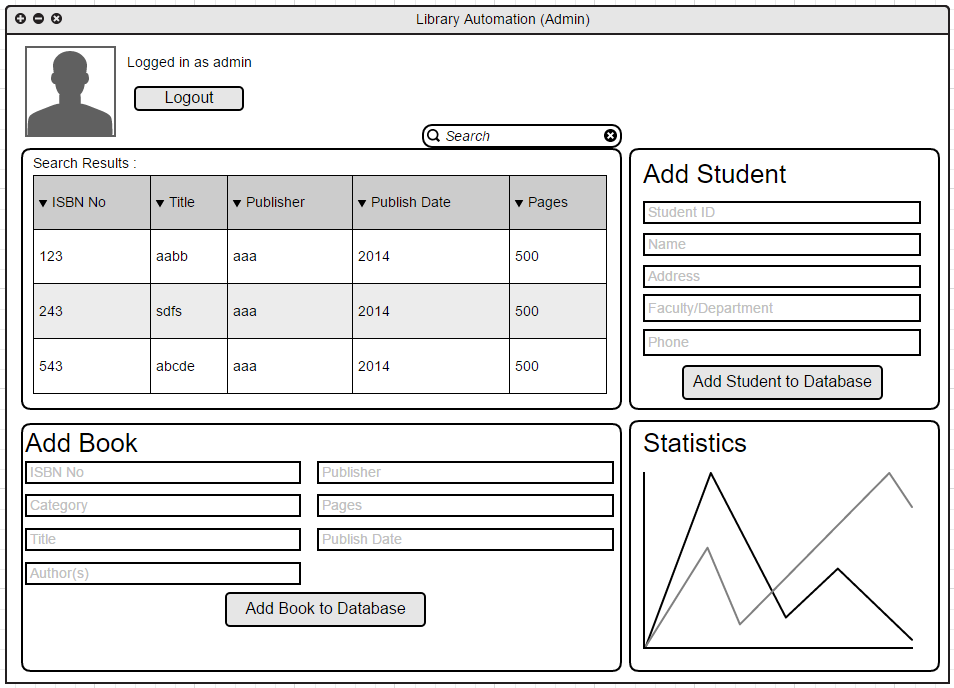 Library Automation (Admin)
Logged in as admin
Logout
Search
Search Results :
ISBN No Title Publisher Publish Date Pages
123 aabb aaa 2014 500
243 sdfs aaa 2014 500
543 abcde aaa 2014 500
Add Student
Student ID
Name
Address
Faculty/Department
Phone
Add Student to Database
Add Book
ISBN No Publisher
Category Pages
Title Publish Date
Author(s)
Add Book to Database
Statistics